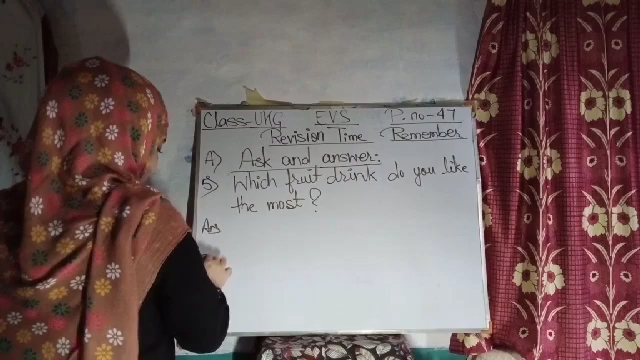 Class-UKG EVS P.no-47
Revision Time Remember
A) Ask and answer:
5) Which fruit drink do you like
the most?
Ans